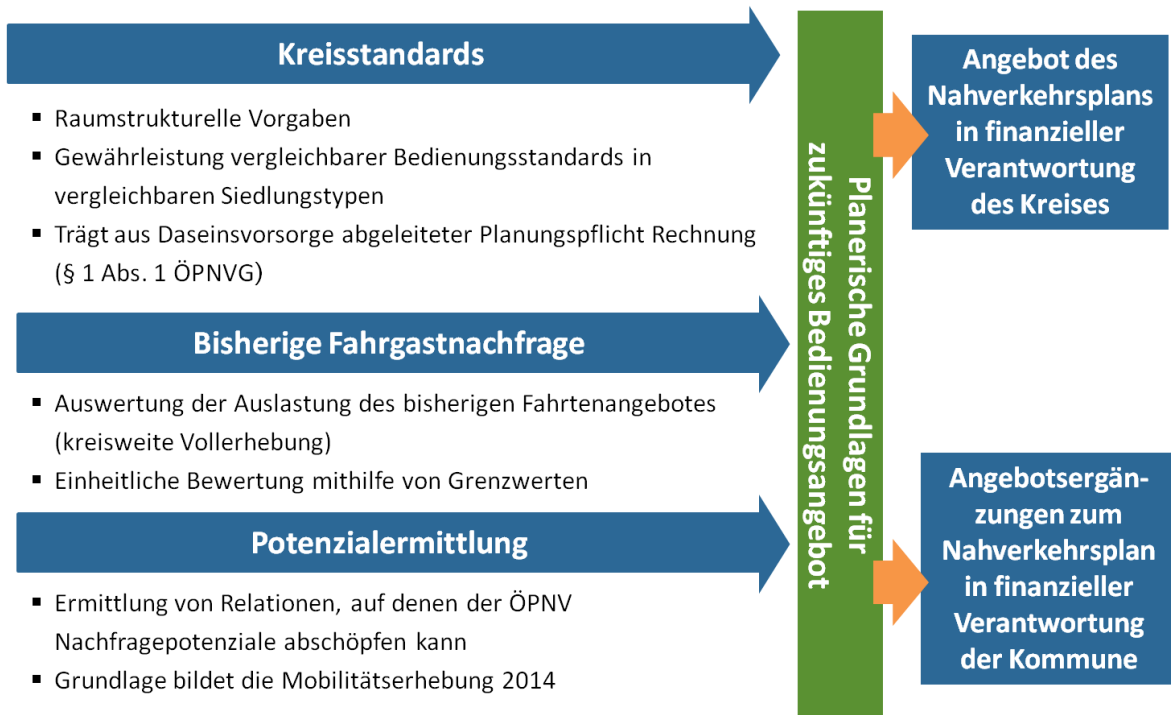 Kreisstandards
▪ Raumstrukturelle Vorgaben
▪ Gewährleistung vergleichbarer Bedienungsstandards in
vergleichbaren Siedlungstypen
▪ Trägt aus Daseinsvorsorge abgeleiteter Planungspflicht Rechnung
(§ 1 Abs. 1 ÖPNVG)
Bisherige Fahrgastnachfrage
▪ Auswertung der Auslastung des bisherigen Fahrtenangebotes
(kreisweite Vollerhebung)
▪ Einheitliche Bewertung mithilfe von Grenzwerten
Potenzialermittlung
▪ Ermittlung von Relationen, auf denen der ÖPNV
Nachfragepotenziale abschöpfen kann
▪ Grundlage bildet die Mobilitätserhebung 2014
Planerische Grundlagen für
zukünftiges Bedienungsangebot
Angebot des
Nahverkehrsplans
in finanzieller
Verantwortung
des Kreises
Angebotsergän-
zungen zum
Nahverkehrsplan
in finanzieller
Verantwortung
der Kommune